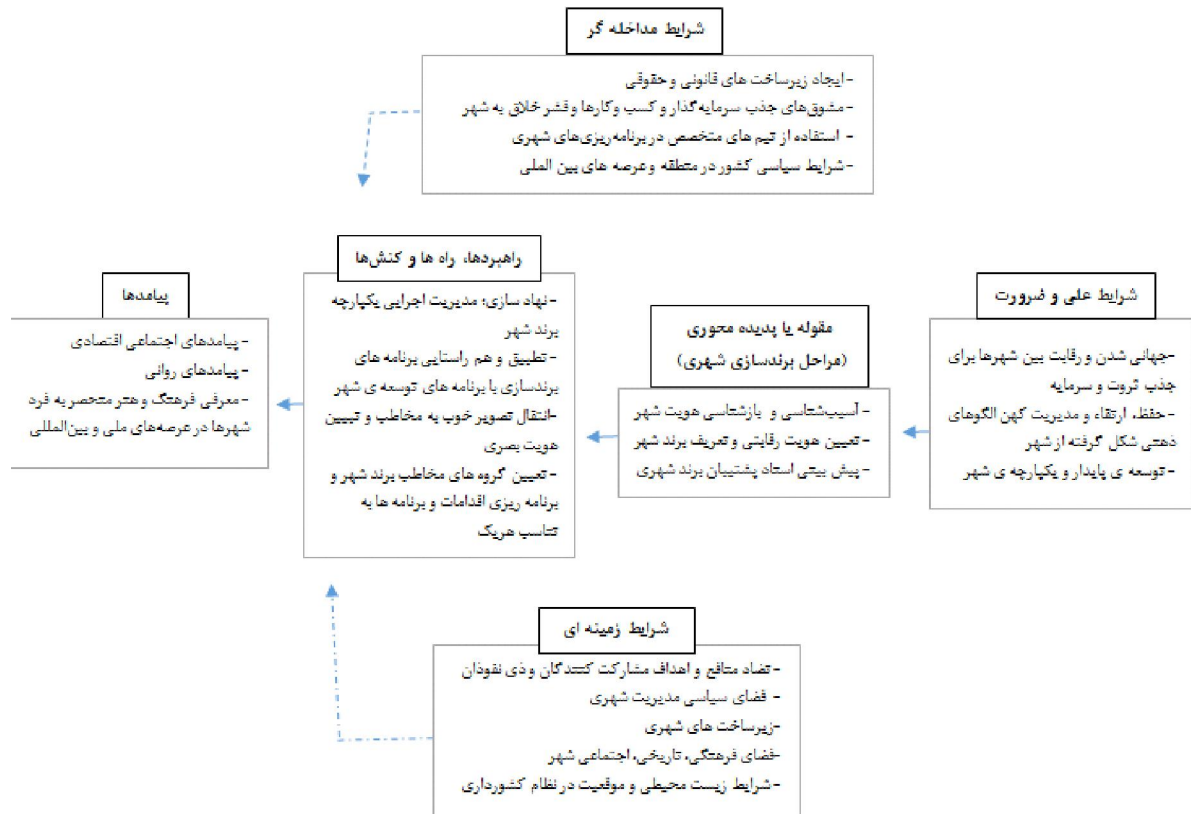 شرایط مداخله گر
-ایجاد زیرساخت های قانونی و حقوقی
-مشوق‌های جذب سرمایه‌گذار و کسب وکارها وقشر خلاق به شهر
- استفاده از تیم های متخصص در برنامه‌ریزی‌های شهری
-شرایط سیاسی کشور در منطقه وعرصه های بین المللی
شرایط علی و ضرورت
-جهانی شدن و رقابت بین شهرها برای
جذب ثروت و سرمایه
-حفظ، ارتقاء و مدیریت کهن الگوهای
ذهنی شکل گرفته از شهر
-توسعه ی پایدار و یکپارچه ی شهر
مقوله یا پدیده محوری
(مراحل برندسازی شهری)
-آسیب‌شناسی و بازشناسی هویت شهر
-تعیین هویت رقابتی و تعریف برند شهر
-پیش بینی اسناد پشتیبان برند شهری
راهبردها، راه ها و کنش‌ها
-نهاد سازی؛ مدیریت اجرایی یکپارچه
برند شهر
-تطبیق و هم راستایی برنامه های
برندسازی با برنامه های توسعه ی شهر
-انتقال تصویر خوب به مخاطب و تبیین
هویت بصری
-تعیین گروه های مخاطب برند شهر و
برنامه ریزی اقدامات و برنامه ها به
تناسب هریک
پیامدها
-پیامدهای اجتماعی اقتصادی
-پیامدهای روانی
-معرفی فرهنگ و هنر منحصر به فرد
شهرها در عرصه‌های ملی و بین‌المللی
شرایط زمینه ای
-تضاد منافع و اهداف مشارکت کنندگان و ذی نفوذان
- فضای سیاسی مدیریت شهری
-زیرساخت های شهری
-فضای فرهنگی، تاریخی، اجتماعی شهر
-شرایط زیست محیطی و موقعیت در نظام کشورداری